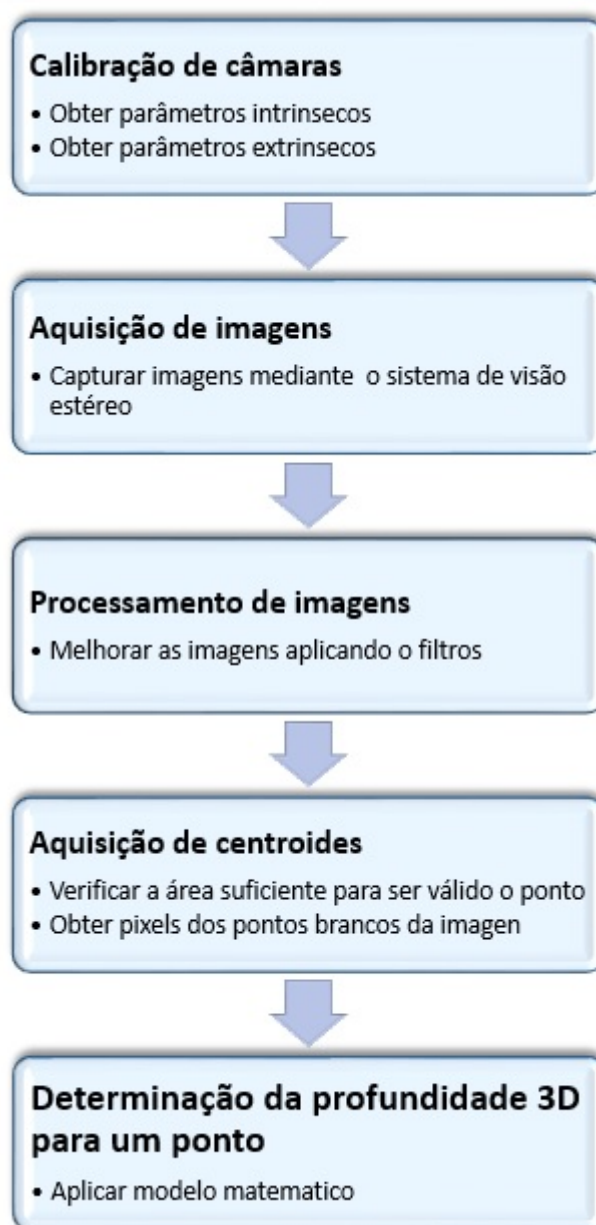 Calibração de câmaras
• Obter parâmetros intrinsecos
• Obter parâmetros extrinsecos
Aquisição de imagens
• Capturar imagens mediante o sistema de visão
estéreo
Processamento de imagens
• Melhorar as imagens aplicando o filtros
Aquisição de centroides
• Verificar a área suficiente para ser válido o ponto
• Obter pixels dos pontos brancos da imagen
Determinação da profundidade 3D
para um ponto
• Aplicar modelo matematico